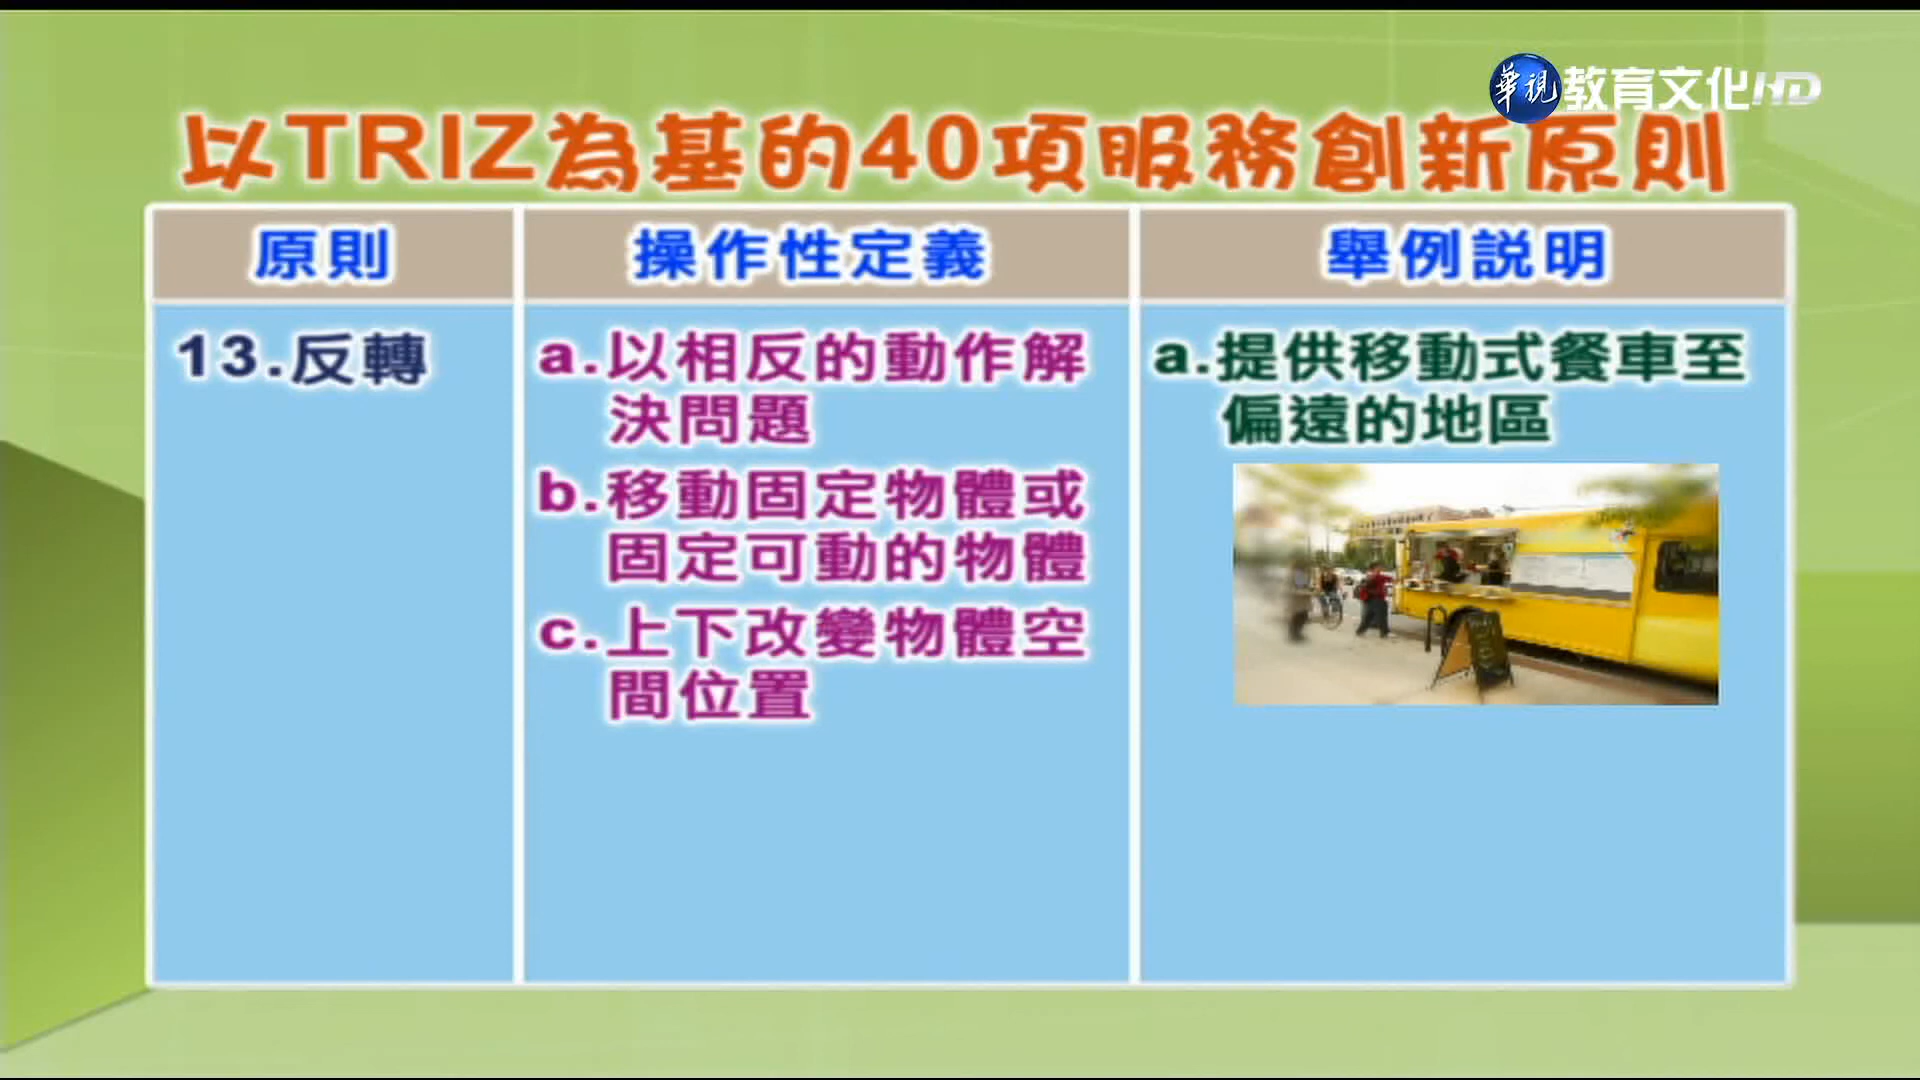 華視 教育文化HD
以TRIZ為基的40項服務創新原則
原則
操作性定義
舉例説明
13.反轉
a.以相反的動作解
決問題
b.移動固定物體或
固定可動的物體
c.上下改變物體空
間位置
a.提供移動式餐車至
偏遠的地區